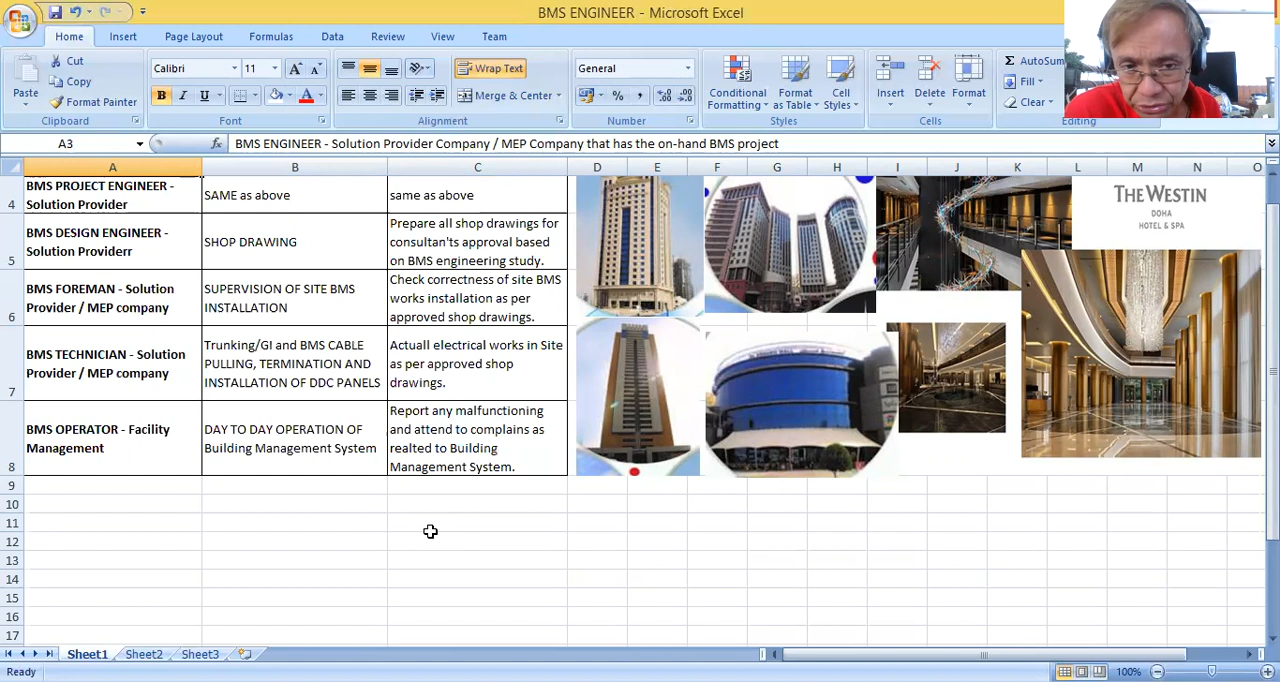 BMS ENGINEER - Microsoft Excel
Home Insert Page Layout Formulas Data Review View Team
Paste
Cut
Copy
Format Painter
Clipboard
Calibri 11
B I U
Font
Wrap Text
Merge & Center
Alignment
General
Number
Conditional Formatting
Format as Table
Cell Styles
Styles
Insert Delete Format
Cells
AutoSum
Fill
Clear
Editing
A3 fx BMS ENGINEER - Solution Provider Company / MEP Company that has the on-hand BMS project
A B C D E F G H I J K L M N O
4
BMS PROJECT ENGINEER -
Solution Provider
SAME as above
same as above
5
BMS DESIGN ENGINEER -
Solution Providerr
SHOP DRAWING
Prepare all shop drawings for
consultan'ts approval based
on BMS engineering study.
6
BMS FOREMAN - Solution
Provider / MEP company
SUPERVISION OF SITE BMS
INSTALLATION
Check correctness of site BMS
works installation as per
approved shop drawings.
7
BMS TECHNICIAN - Solution
Provider / MEP company
Trunking/GI and BMS CABLE
PULLING, TERMINATION AND
INSTALLATION OF DDC PANELS
Actuall electrical works in Site
as per approved shop
drawings.
8
BMS OPERATOR - Facility
Management
DAY TO DAY OPERATION OF
Building Management System
Report any malfunctioning
and attend to complains as
realted to Building
Management System.
THE WESTIN
DOHA
HOTEL & SPA
9
10
11
12
13
14
15
16
17
Sheet1 Sheet2 Sheet3
Ready
100%